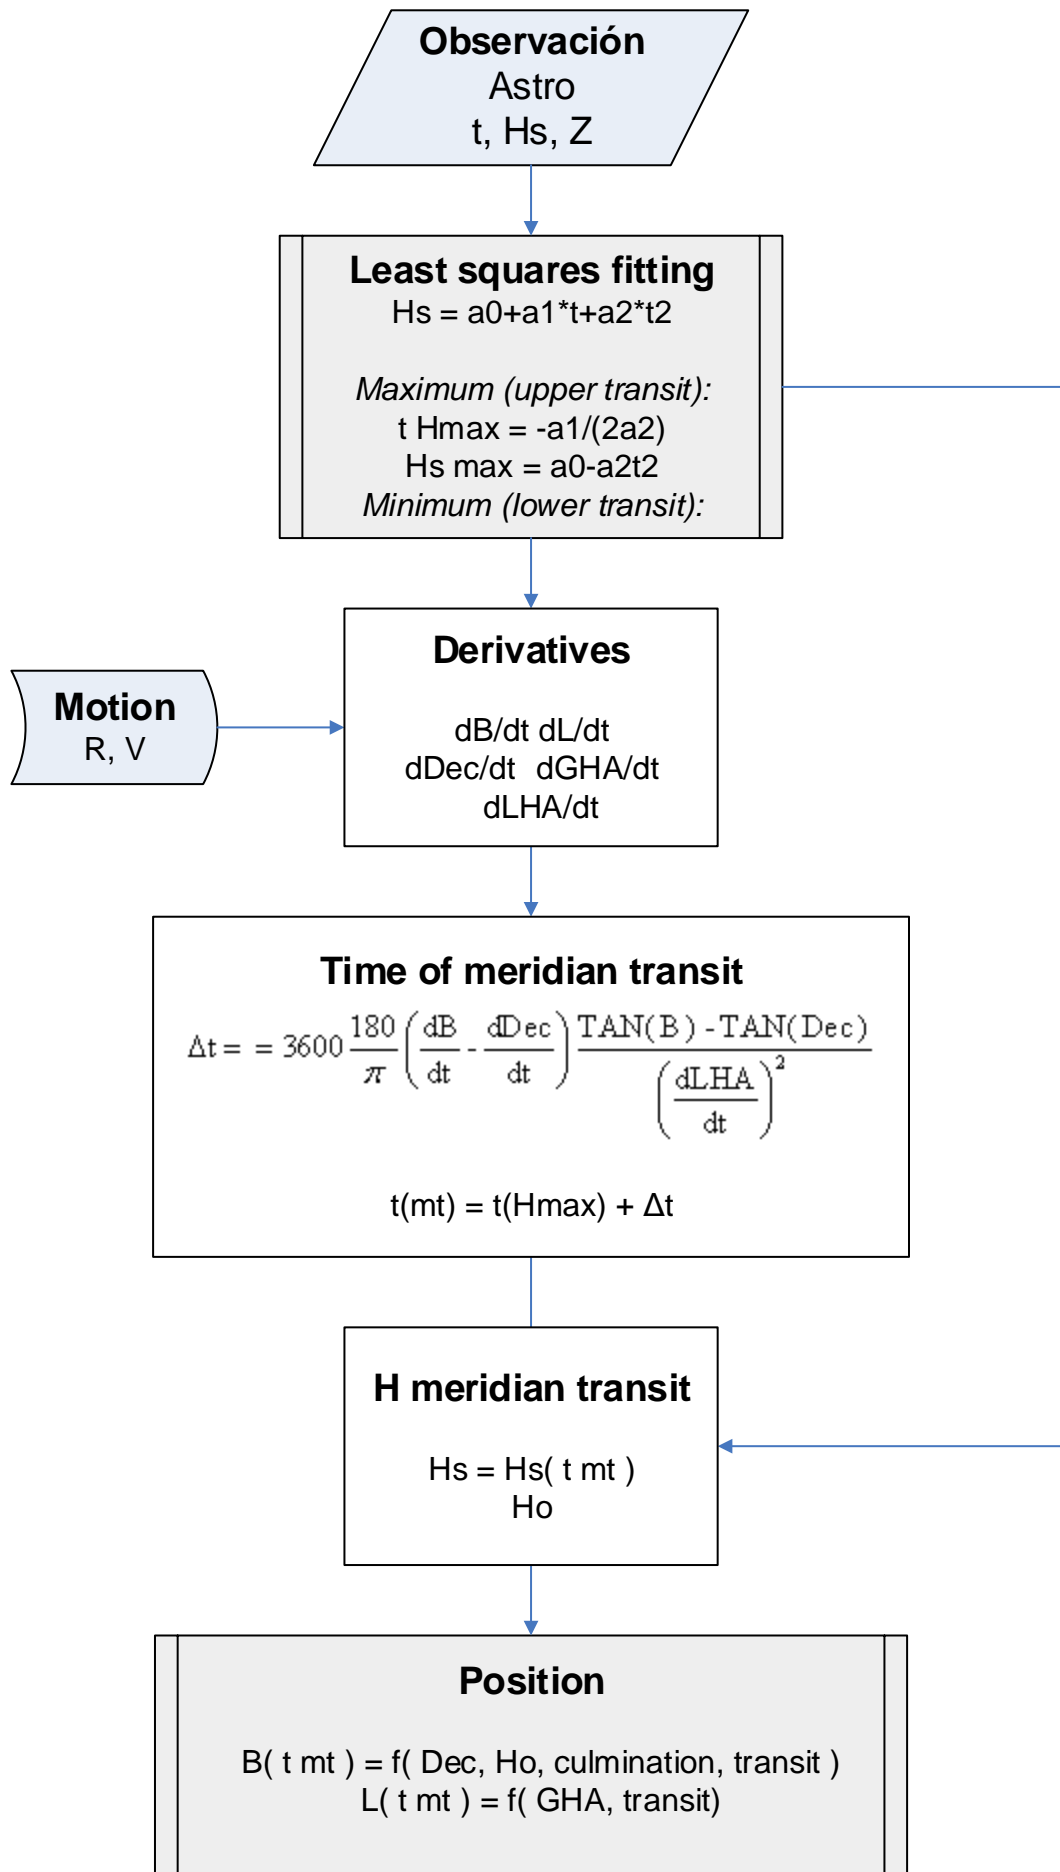 Observación
Astro
t, Hs, Z
Least squares fitting
Hs = a0+a1*t+a2*t2
Maximum (upper transit):
t Hmax = -a1/(2a2)
Hs max = a0-a2t2
Minimum (lower transit):
Derivatives
dB/dt dL/dt
dDec/dt dGHA/dt
dLHA/dt
Motion
R, V
Time of meridian transit
Δt = = 3600 180/π (dB/dt - dDec/dt) TAN(B) - TAN(Dec)/(dLHA/dt)²
t(mt) = t(Hmax) + Δt
H meridian transit
Hs = Hs( t mt )
Ho
Position
B( t mt ) = f( Dec, Ho, culmination, transit )
L( t mt ) = f( GHA, transit)